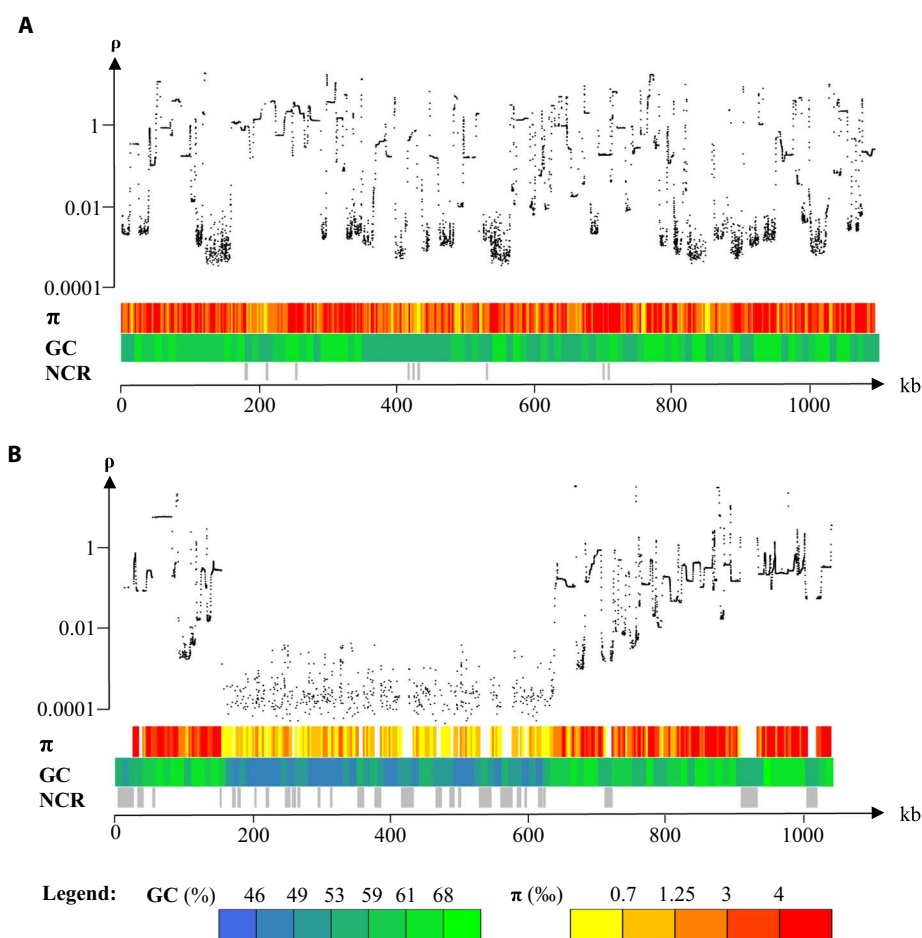 A
ρ
1
0.01
0.0001
π
GC
NCR
0 200 400 600 800 1000 kb
B
ρ
1
0.01
0.0001
π
GC
NCR
0 200 400 600 800 1000 kb
Legend: GC (%) 46 49 53 59 61 68 π (‰) 0.7 1.25 3 4